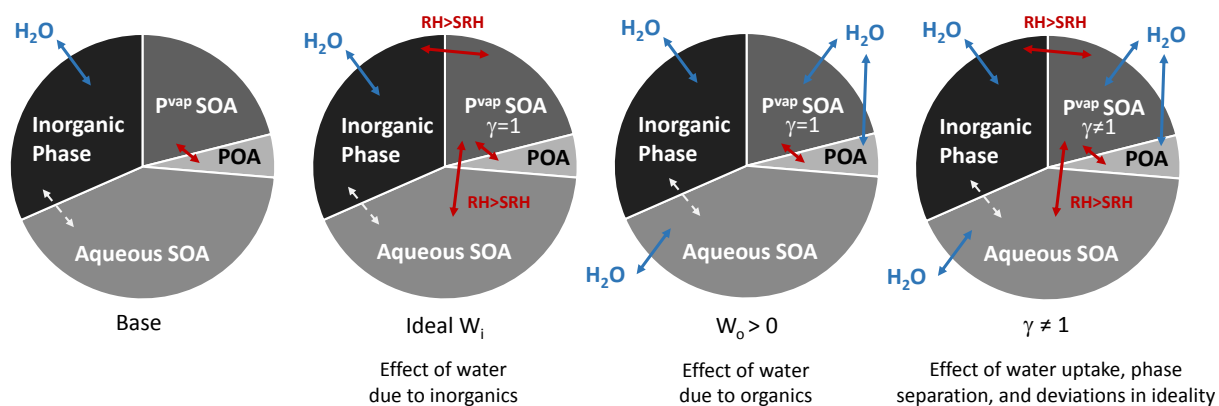 H₂O
Inorganic
Phase
Pᵛᵃᵖ SOA
POA
Aqueous SOA
Base
H₂O
RH>SRH
Inorganic
Phase
Pᵛᵃᵖ SOA
γ=1
POA
RH>SRH
Aqueous SOA
Ideal Wᵢ
Effect of water
due to inorganics
H₂O
H₂O
Inorganic
Phase
Pᵛᵃᵖ SOA
γ=1
POA
Aqueous SOA
H₂O
Wₒ > 0
Effect of water
due to organics
H₂O
RH>SRH
H₂O
Inorganic
Phase
Pᵛᵃᵖ SOA
γ≠1
POA
RH>SRH
Aqueous SOA
H₂O
γ ≠ 1
Effect of water uptake, phase
separation, and deviations in ideality